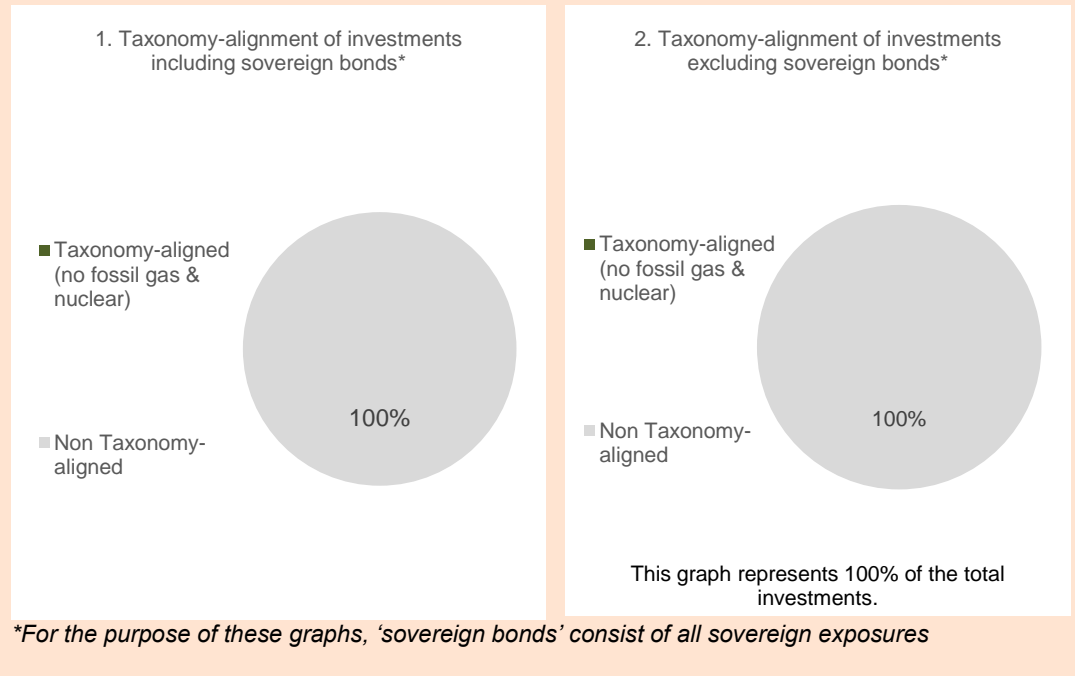 1. Taxonomy-alignment of investments
including sovereign bonds*
Taxonomy-aligned
(no fossil gas &
nuclear)
Non Taxonomy-
aligned
100%
2. Taxonomy-alignment of investments
excluding sovereign bonds*
Taxonomy-aligned
(no fossil gas &
nuclear)
Non Taxonomy-
aligned
100%
This graph represents 100% of the total
investments.
*For the purpose of these graphs, ‘sovereign bonds’ consist of all sovereign exposures